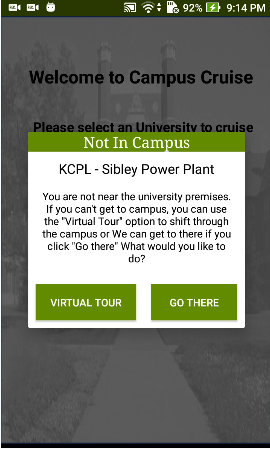 92% 9:14 PM
Welcome to Campus Cruise
Please select an University to cruise
Not In Campus
KCPL - Sibley Power Plant
You are not near the university premises.
If you can't get to campus, you can use
the "Virtual Tour" option to shift through
the campus or We can get to there if you
click "Go there" What would you like to
do?
VIRTUAL TOUR GO THERE